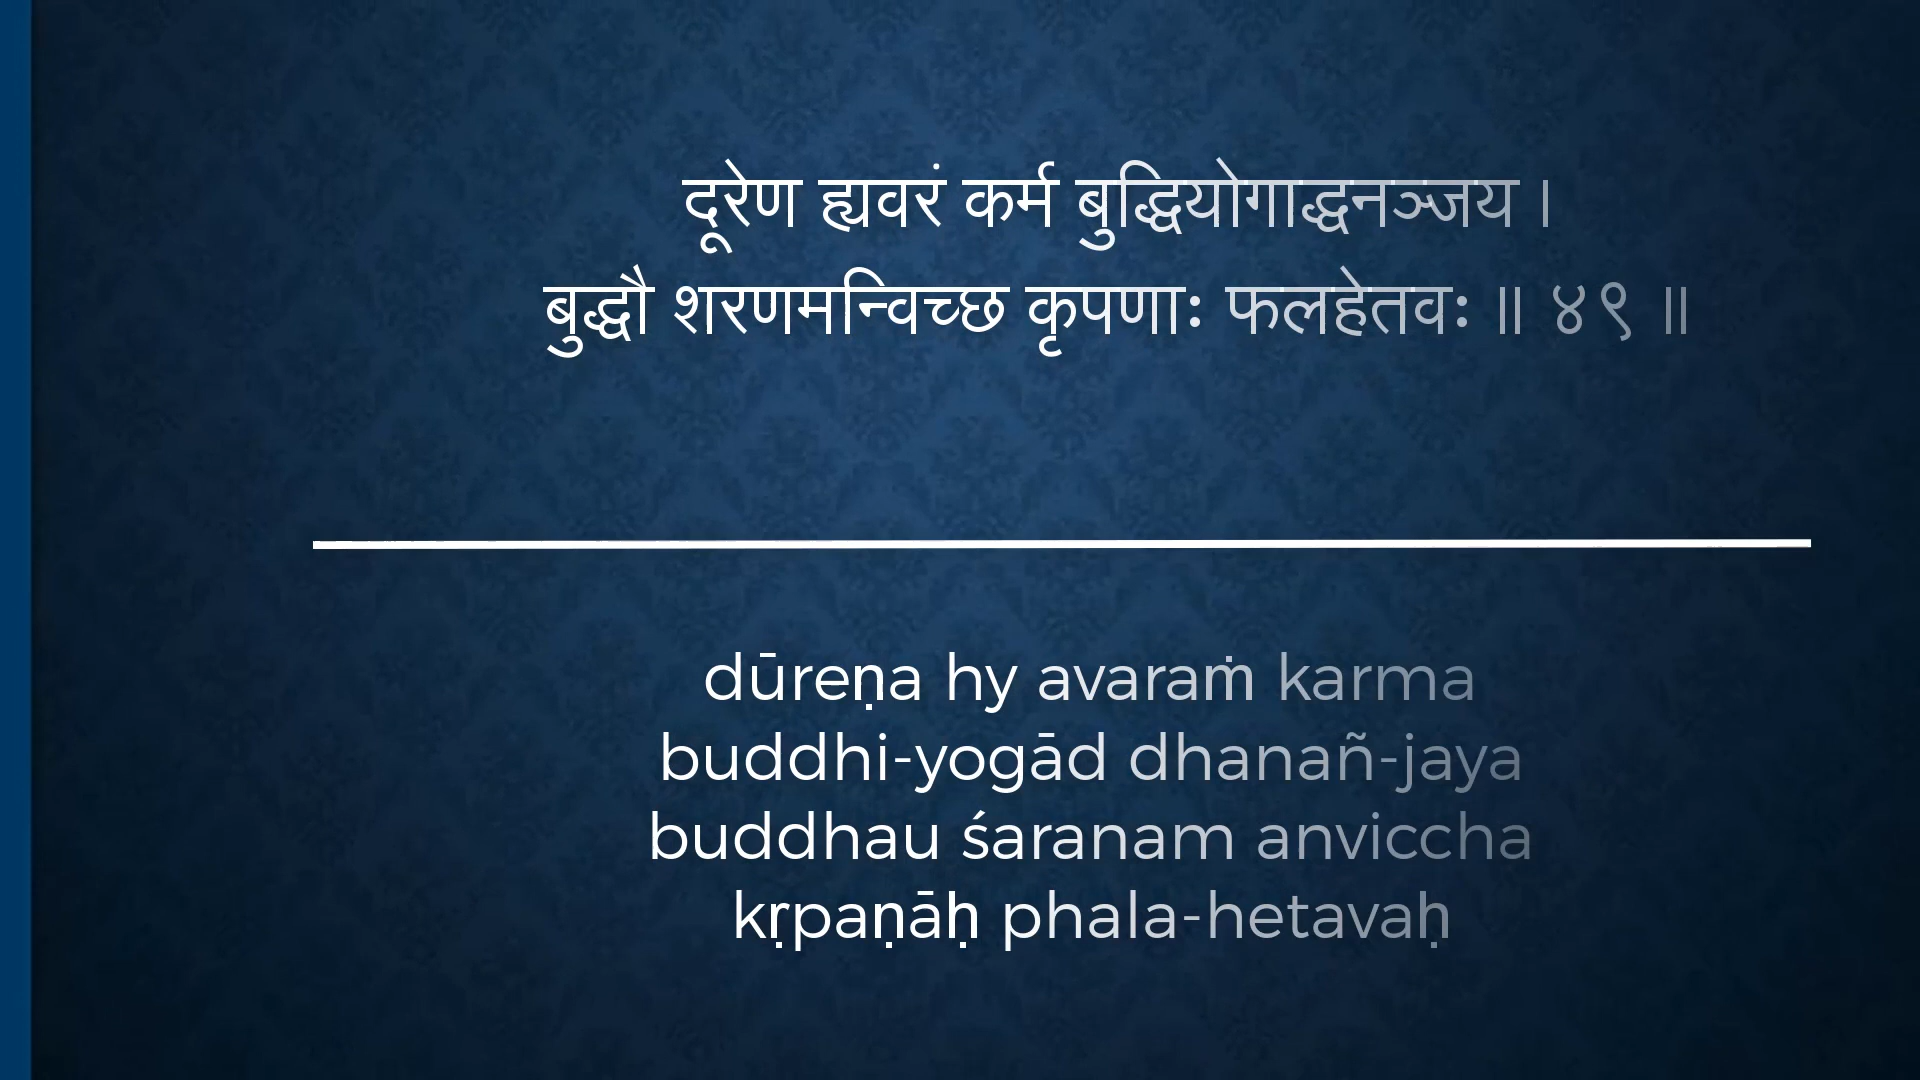 दूरेण ह्यवरं कर्म बुद्धियोगाद्धनञ्जय ।
बुद्धौ शरणमन्विच्छ कृपणाः फलहेतवः ॥ ४९ ॥
dūreṇa hy avaraṁ karma
buddhi-yogād dhanañ-jaya
buddhau śaranam anviccha
kṛpaṇāḥ phala-hetavaḥ